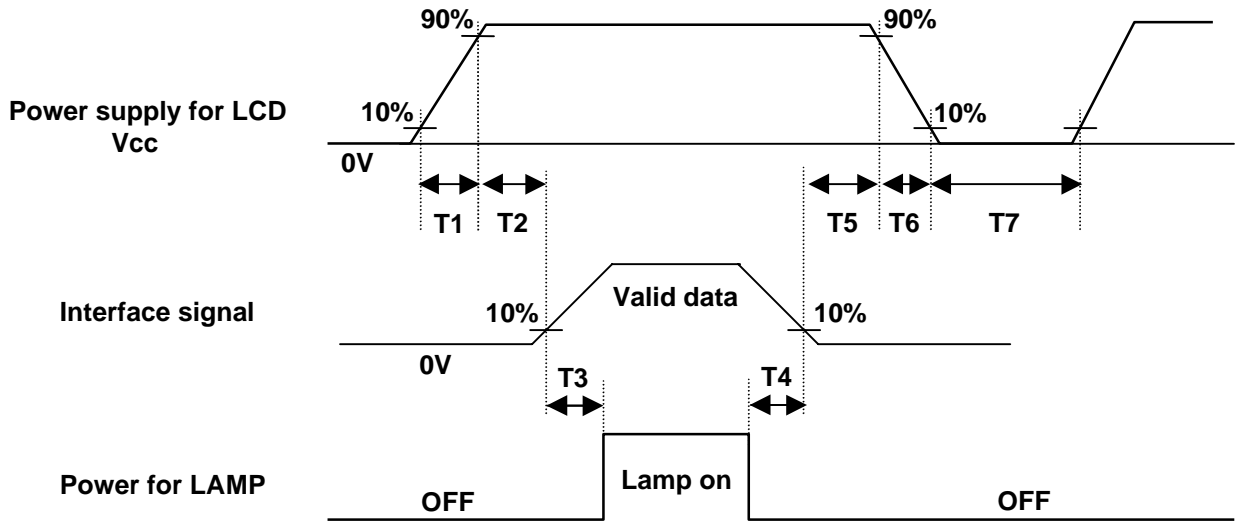 90%
90%
Power supply for LCD
Vcc
10%
10%
0V
T1
T2
T5
T6
T7
Interface signal
Valid data
10%
10%
0V
T3
T4
Power for LAMP
Lamp on
OFF
OFF